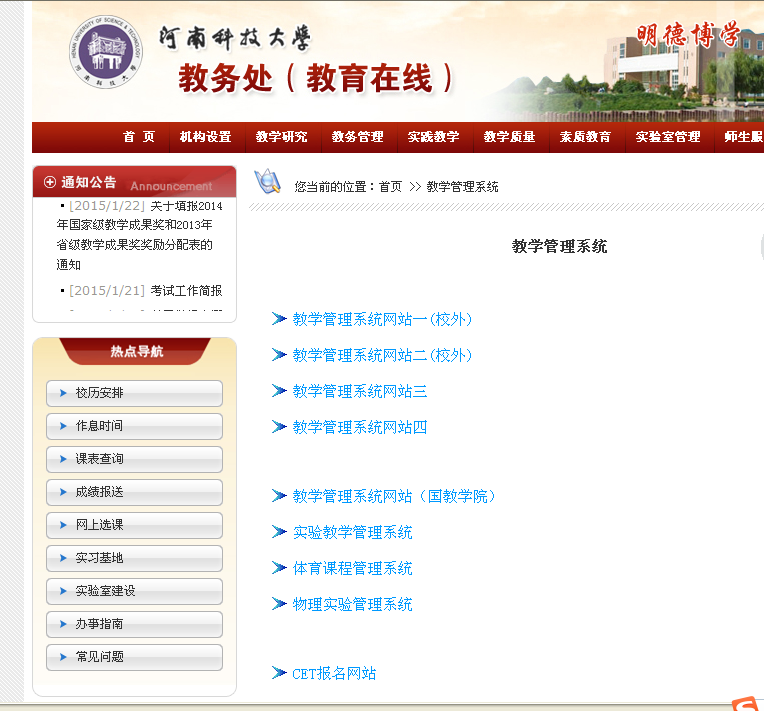 河南科技大學
教务处（教育在线）
明德博学
首 页 机构设置 教学研究 教务管理 实践教学 教学质量 素质教育 实验室管理 师生服
通知公告 Announcement
[2015/1/22] 关于填报2014
年国家级教学成果奖和2013年
省级教学成果奖奖励分配表的
通知
[2015/1/21] 考试工作简报
热点导航
校历安排
作息时间
课表查询
成绩报送
网上选课
实习基地
实验室建设
办事指南
常见问题
您当前的位置：首页 >> 教学管理系统
教学管理系统
教学管理系统网站一(校外)
教学管理系统网站二(校外)
教学管理系统网站三
教学管理系统网站四
教学管理系统网站（国教学院）
实验教学管理系统
体育课程管理系统
物理实验管理系统
CET报名网站